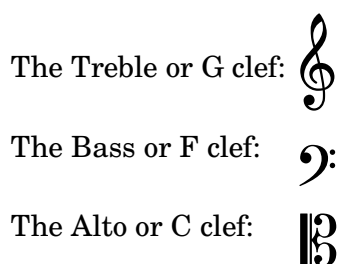 The Treble or G clef:
The Bass or F clef:
The Alto or C clef: